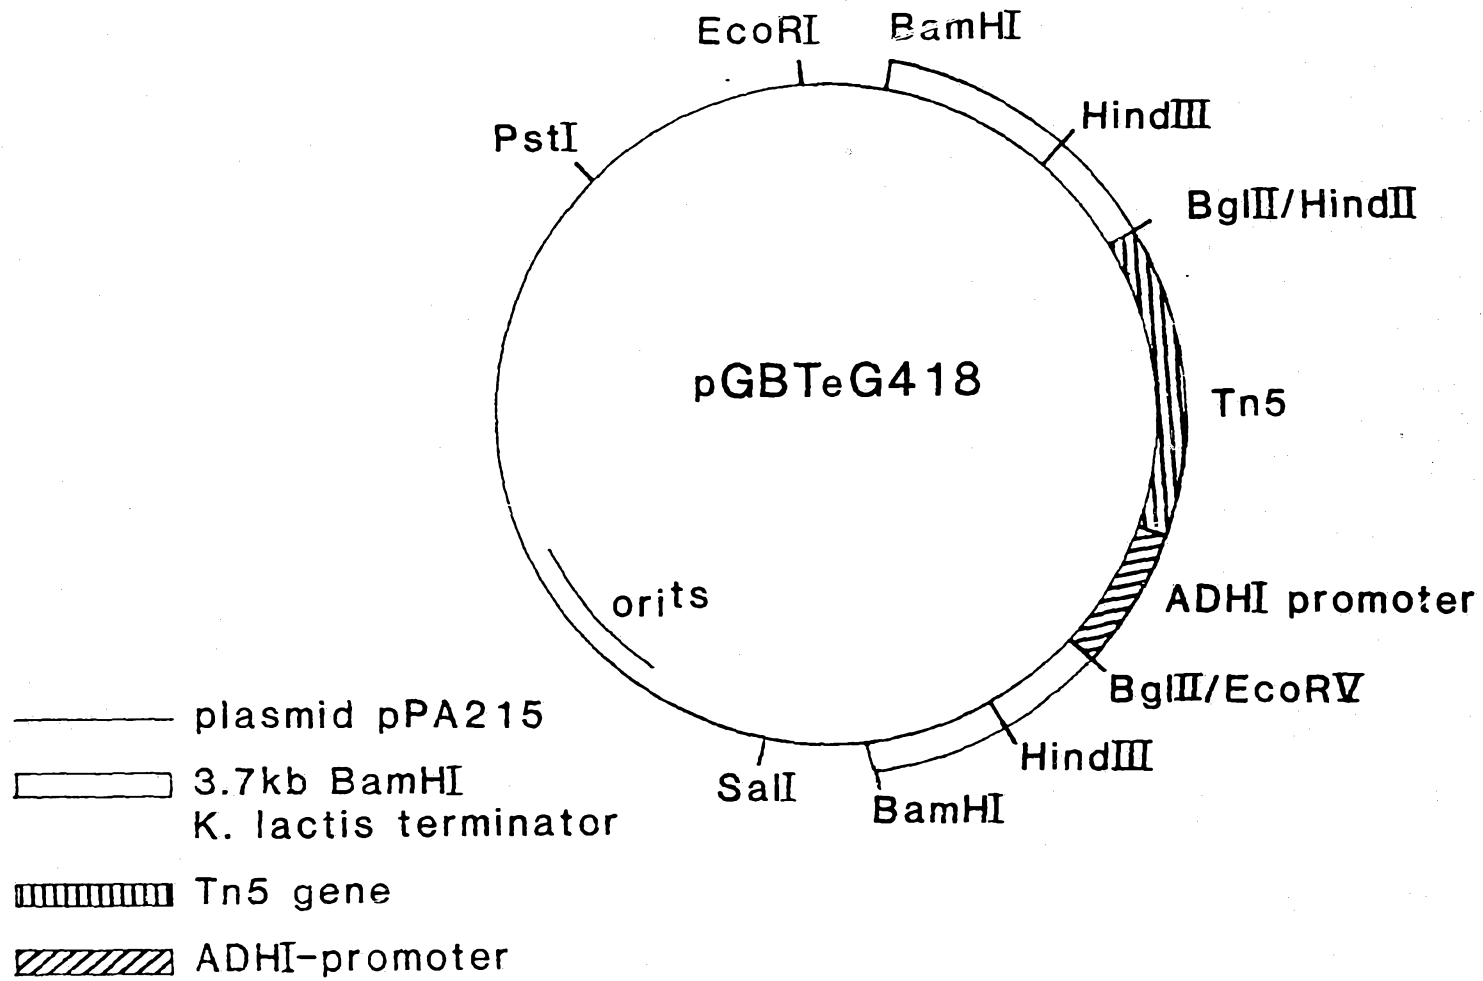 EcoRI
BamHI
HindIII
PstI
BglII/HindII
pGBTeG418
Tn5
orits
ADHI promoter
BglII/EcoRV
HindIII
SalI
BamHI
plasmid pPA215
3.7kb BamHI
K. lactis terminator
Tn5 gene
ADHI-promoter